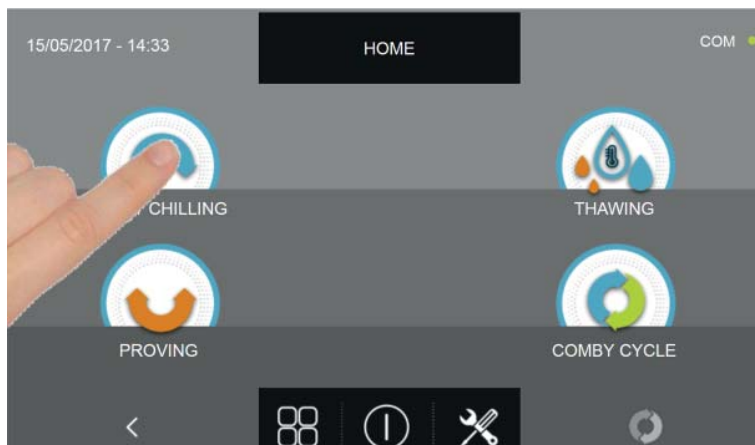 15/05/2017 - 14:33
HOME
COM
CHILLING
THAWING
PROVING
COMBY CYCLE